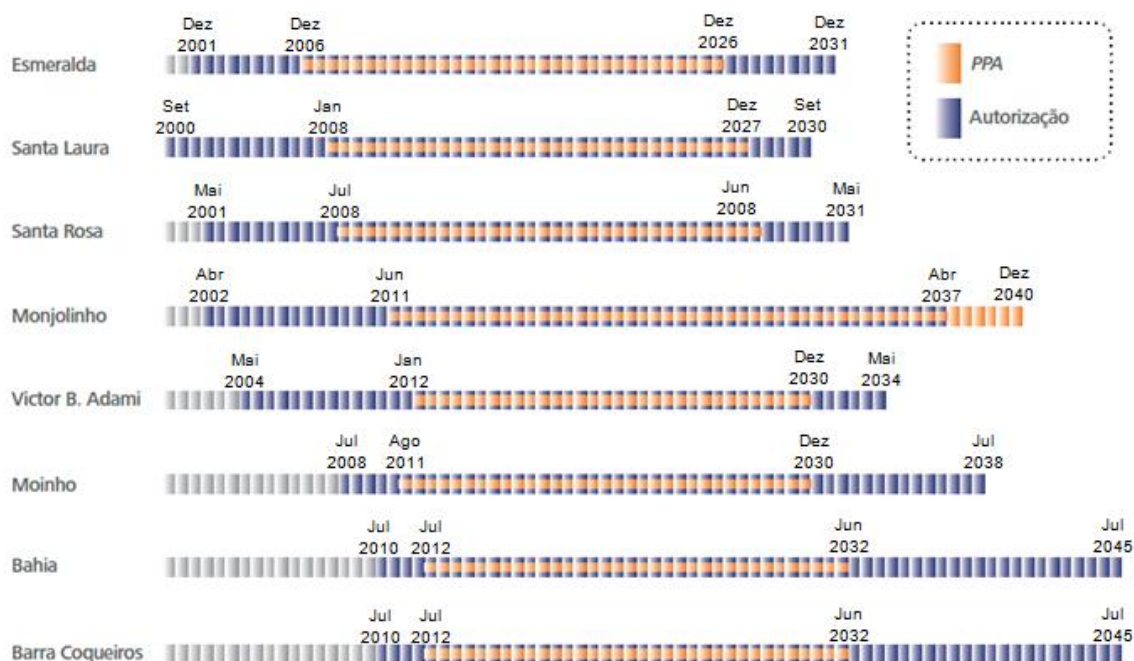 Dez Dez Dez Dez
2001 2006 2026 2031
Esmeralda
PPA
Autorização
Set Jan Dez Set
2000 2008 2027 2030
Santa Laura
Mai Jul Jun Mai
2001 2008 2008 2031
Santa Rosa
Abr Jun Abr Dez
2002 2011 2037 2040
Monjolinho
Mai Jan Dez Mai
2004 2012 2030 2034
Victor B. Adami
Jul Ago Dez Jul
2008 2011 2030 2038
Moinho
Jul Jul Jun Jul
2010 2012 2032 2045
Bahia
Jul Jul Jun Jul
2010 2012 2032 2045
Barra Coqueiros